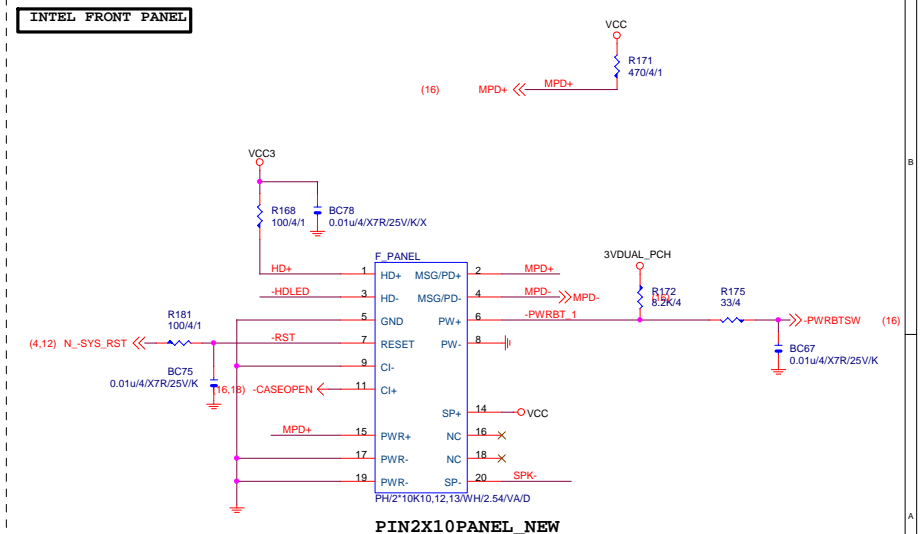 INTEL FRONT PANEL
VCC
R171
470/4/1
(16) MPD+ MPD+
VCC3
R168
100/4/1
BC78
0.01u/4/X7R/25V/K/X
F_PANEL
HD+ 1 HD+ MSG/PD+ 2 MPD+
-HDLED 3 HD- MSG/PD- 4 MPD- MPD-
5 GND PW+ 6 -PWRBT_1
-RST 7 RESET PW- 8
9 CI-
11 CI+
SP+ 14 VCC
MPD+ 15 PWR+ NC 16
17 PWR- NC 18
19 PWR- SP- 20 SPK-
3VDUAL_PCH
R172
8.2K/4
R175
33/4
-PWRBTSW (16)
BC67
0.01u/4/X7R/25V/K
R181
100/4/1
(4,12) N_-SYS_RST
BC75
0.01u/4/X7R/25V/K
(16,18) -CASEOPEN
PH/2*10K10,12,13/WH/2.54/VA/D
PIN2X10PANEL_NEW
B
A